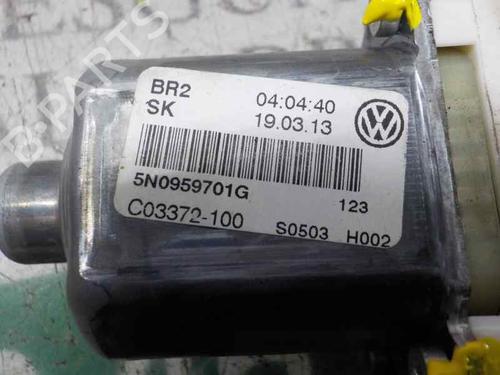 BR2 04:04:40
SK 19.03.13
5N0959701G 123
C03372-100 S0503 H002
B-PARTS